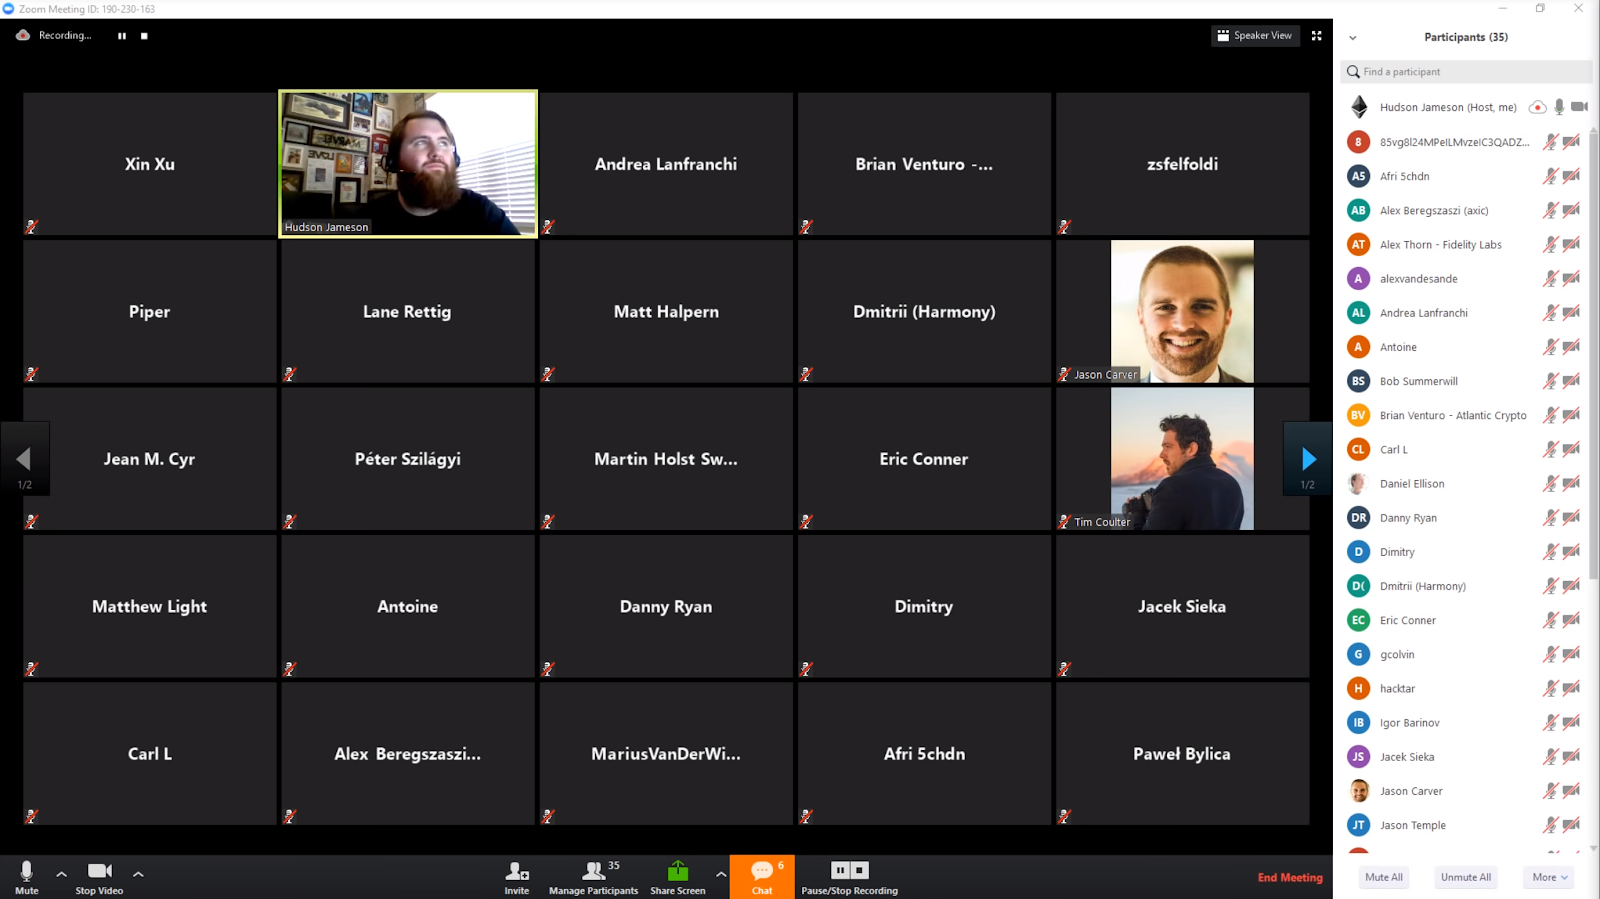 Zoom Meeting ID: 190-230-163
Recording...
Speaker View
Xin Xu
Hudson Jameson
Andrea Lanfranchi
Brian Venturo -...
zsfelfoldi
Piper
Lane Rettig
Matt Halpern
Dmitrii (Harmony)
Jason Carver
Jean M. Cyr
Péter Szilágyi
Martin Holst Sw...
Eric Conner
Tim Coulter
1/2
1/2
Matthew Light
Antoine
Danny Ryan
Dimitry
Jacek Sieka
Carl L
Alex Beregszaszi...
MariusVanDerWi...
Afri 5chdn
Paweł Bylica
Mute
Stop Video
Invite
35
Manage Participants
Share Screen
6
Chat
Pause/Stop Recording
End Meeting
Participants (35)
Find a participant
Hudson Jameson (Host, me)
8 85vg8l24MPeILMvzeIC3QADZ...
A5 Afri 5chdn
AB Alex Beregszaszi (axic)
AT Alex Thorn - Fidelity Labs
A alexvandesande
AL Andrea Lanfranchi
A Antoine
BS Bob Summerwill
BV Brian Venturo - Atlantic Crypto
CL Carl L
Daniel Ellison
DR Danny Ryan
D Dimitry
D( Dmitrii (Harmony)
EC Eric Conner
G gcolvin
H hacktar
IB Igor Barinov
JS Jacek Sieka
Jason Carver
JT Jason Temple
Mute All
Unmute All
More